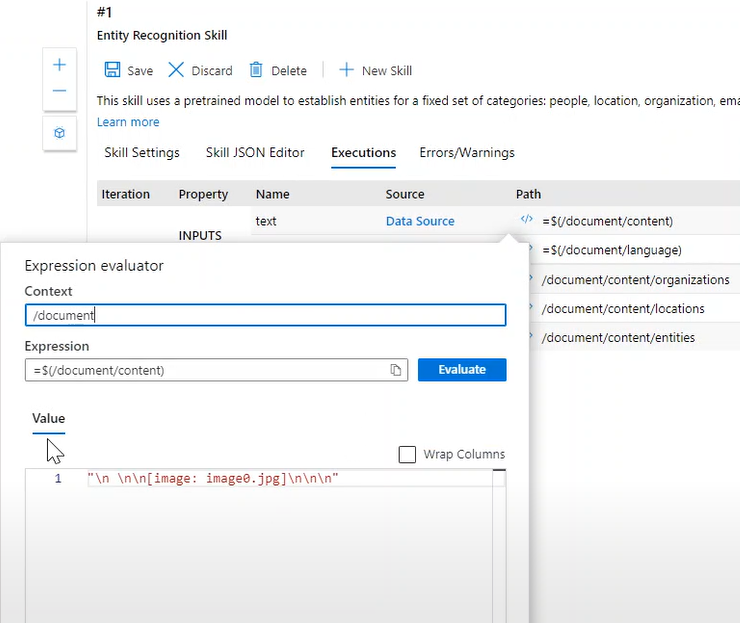 #1
Entity Recognition Skill
Save Discard Delete New Skill
This skill uses a pretrained model to establish entities for a fixed set of categories: people, location, organization, ema
Learn more
Skill Settings Skill JSON Editor Executions Errors/Warnings
Iteration Property Name Source Path
text Data Source </> =$(/document/content)
INPUTS
=$(/document/language)
/document/content/organizations
/document/content/locations
/document/content/entities
Expression evaluator
Context
/document
Expression
=$(/document/content)
Evaluate
Value
Wrap Columns
1 "\n \n\n[image: image0.jpg]\n\n\n"